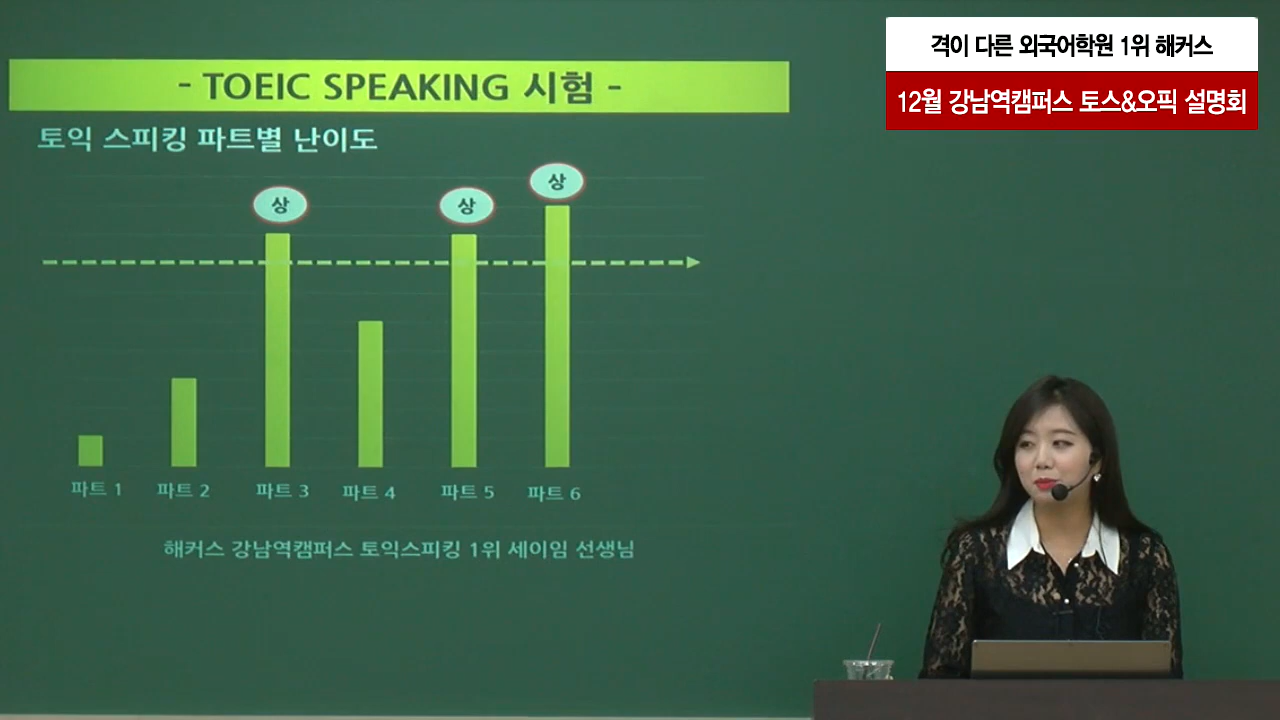 격이 다른 외국어학원 1위 해커스
12월 강남역캠퍼스 토스&오픽 설명회
- TOEIC SPEAKING 시험 -
토익 스피킹 파트별 난이도
상
상
상
파트 1
파트 2
파트 3
파트 4
파트 5
파트 6
해커스 강남역캠퍼스 토익스피킹 1위 세이임 선생님